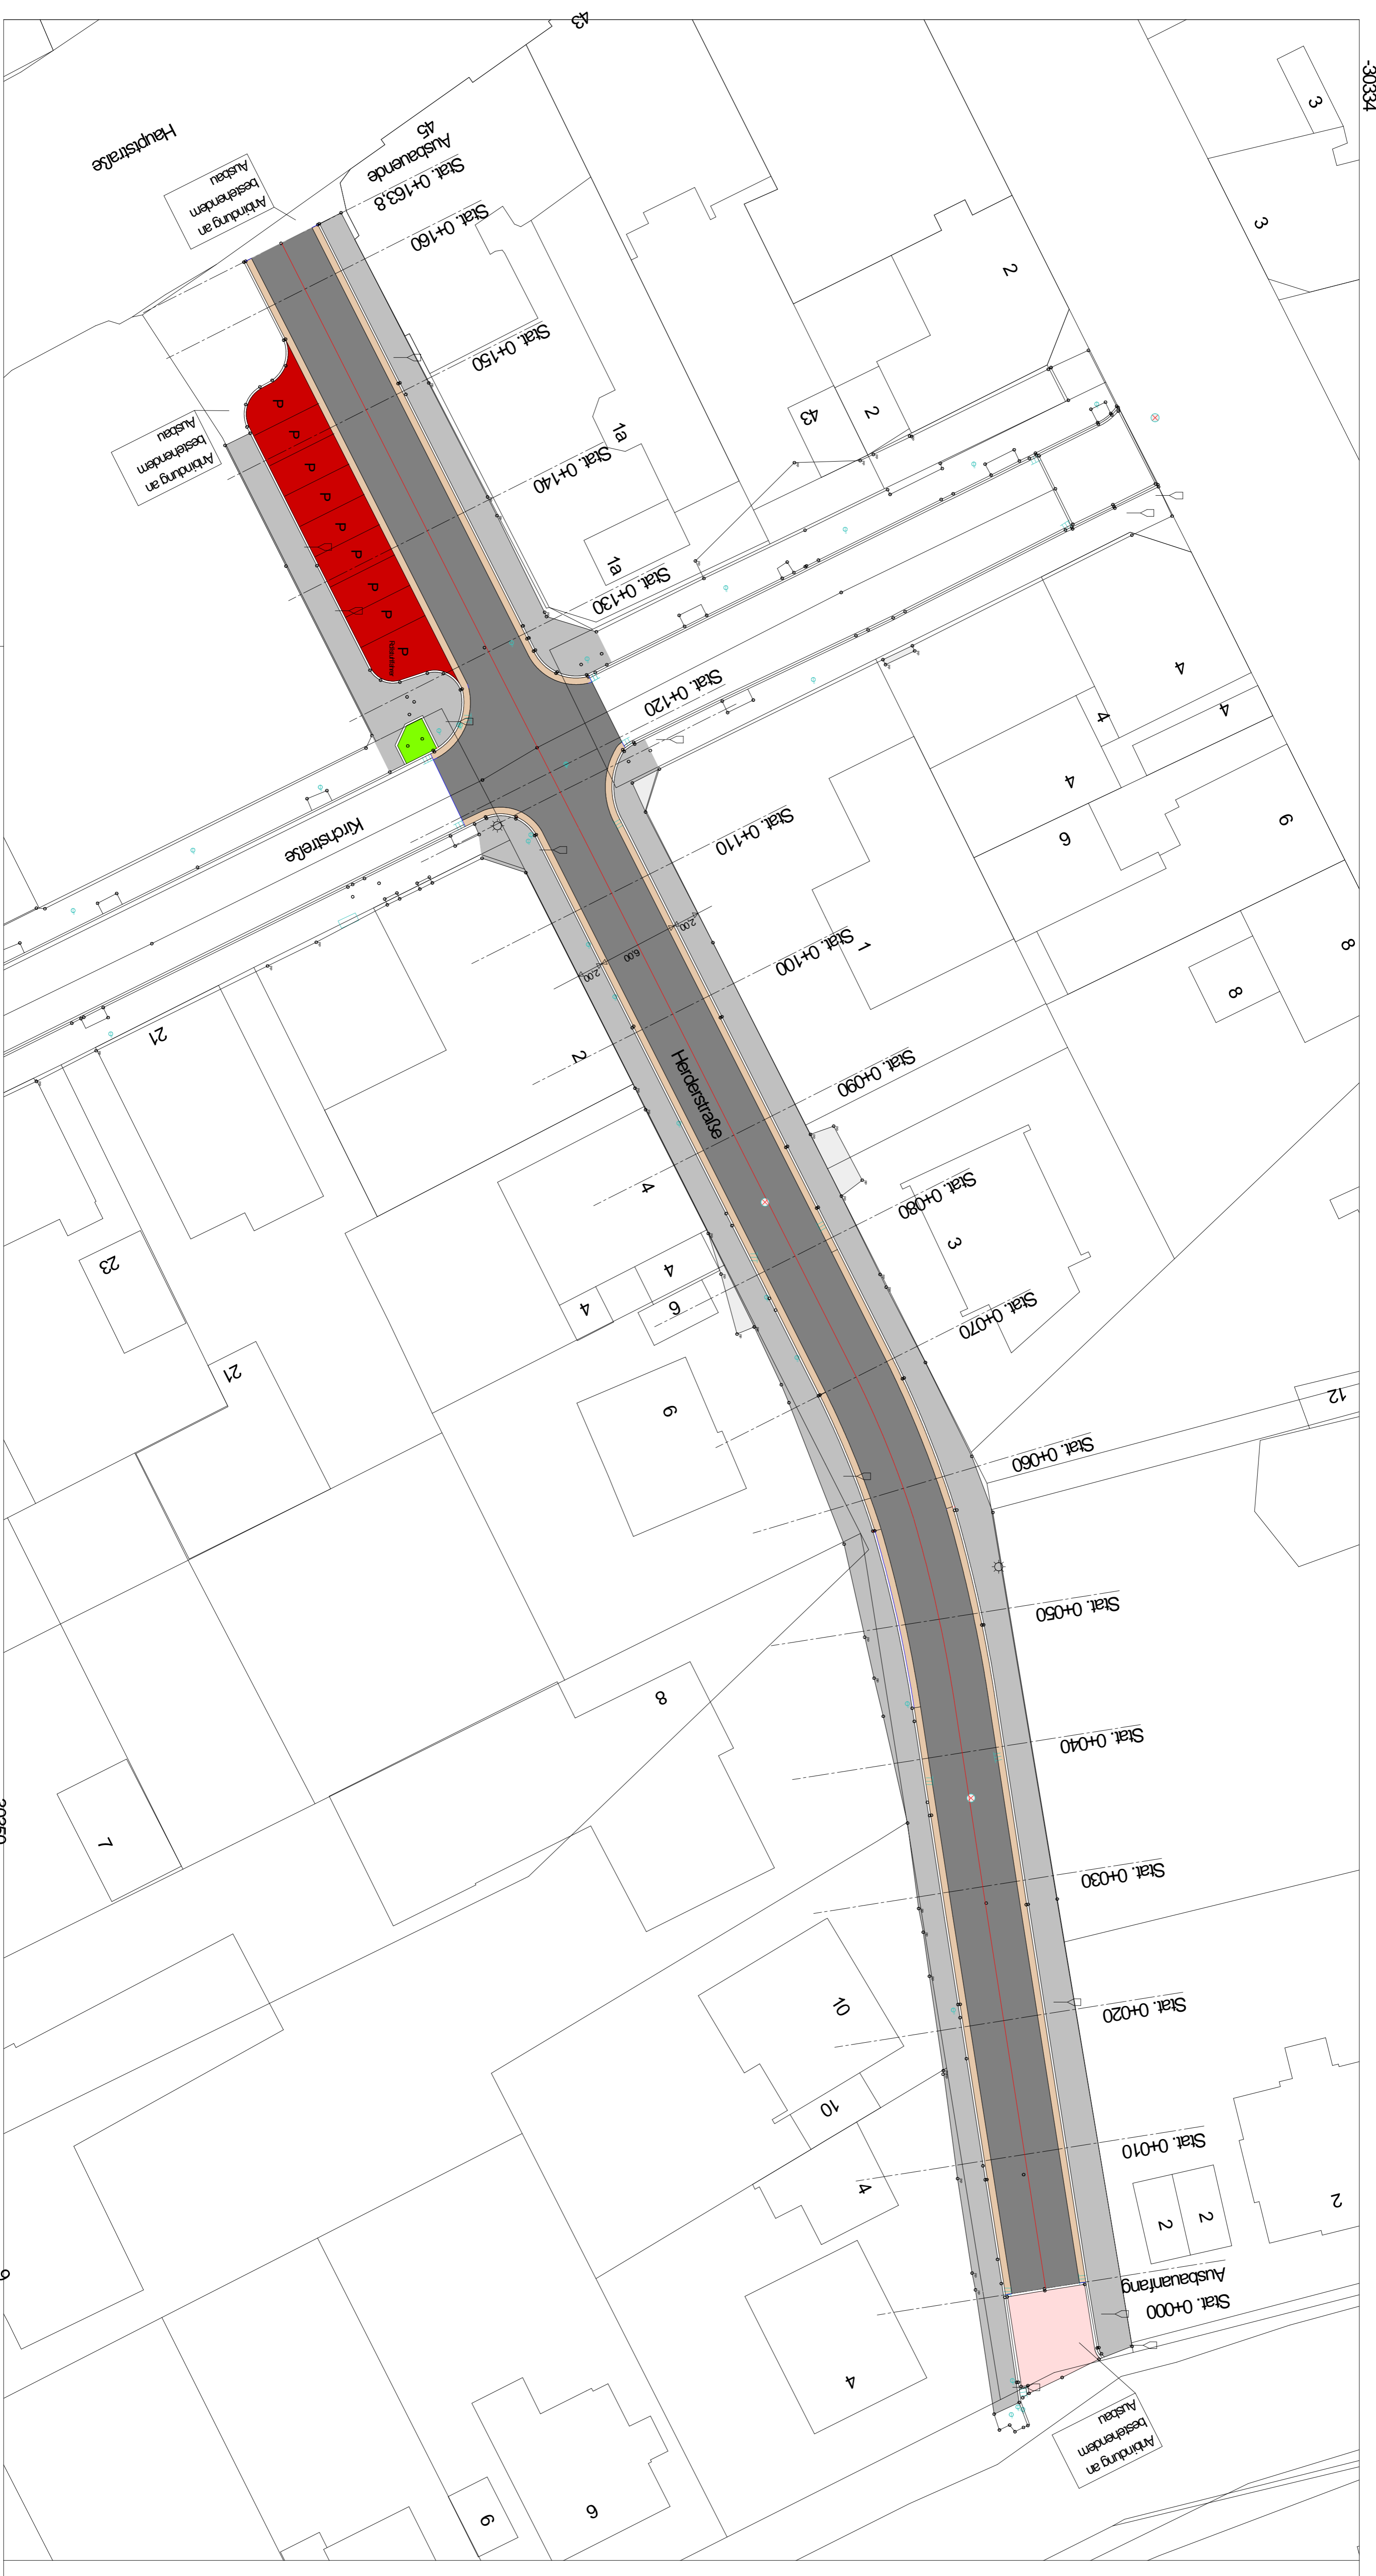 43
-30334
3
Hauptstraße
45
Ausbauende
Stat. 0+163,8
Anbindung an
bestehendem
Ausbau
Stat. 0+160
3
2
Stat. 0+150
Anbindung an
bestehendem
Ausbau
P
P
P
P
P
P
P
P
P
1a
43
2
Stat. 0+140
1a
Stat. 0+130
4
Stat. 0+120
4
4
4
6
6
Kirchstreße
Stat. 0+110
2.00
6.00
2.00
Stat. 0+100
1
8
8
21
2
Herderstraße
Stat. 0+090
4
Stat. 0+080
3
23
4
4
6
Stat. 0+070
21
6
12
Stat. 0+060
Stat. 0+050
8
Stat. 0+040
7
Stat. 0+030
10
Stat. 0+020
10
Stat. 0+010
4
2
2
2
Ausbauanfang
Stat. 0+000
9
4
Anbindung an
bestehendem
Ausbau
6
6